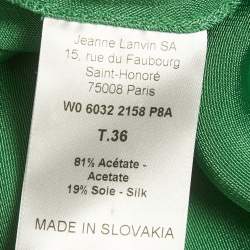 Jeanne Lanvin SA
15, rue du Faubourg
Saint-Honoré
75008 Paris
W0 6032 2158 P8A
T.36
81% Acétate -
Acetate
19% Soie - Silk
MADE IN SLOVAKIA